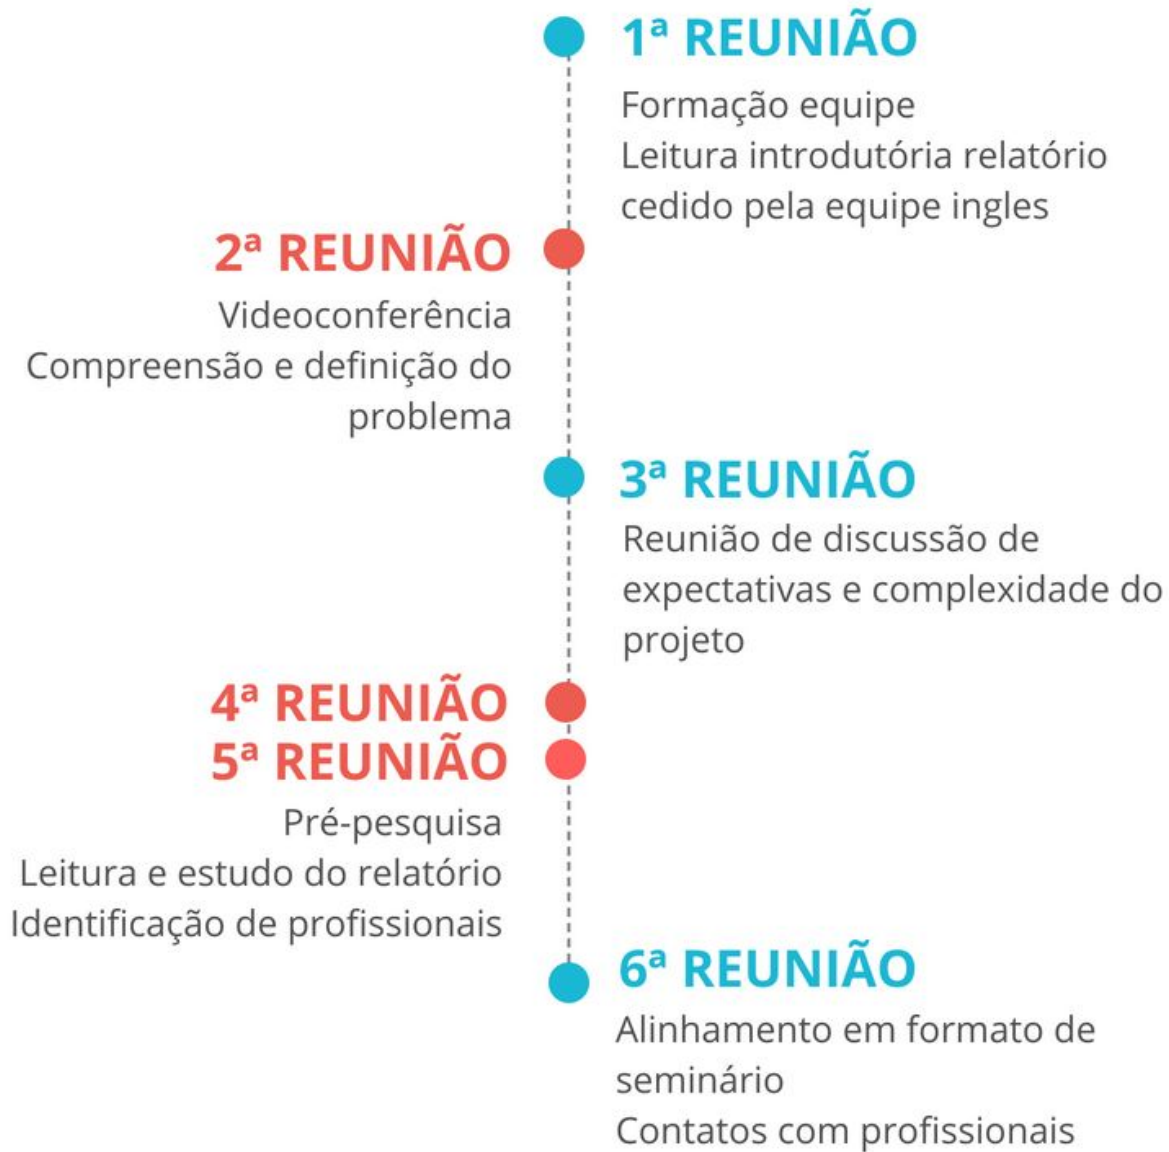 1ª REUNIÃO
Formação equipe
Leitura introdutória relatório
cedido pela equipe ingles
2ª REUNIÃO
Videoconferência
Compreensão e definição do
problema
3ª REUNIÃO
Reunião de discussão de
expectativas e complexidade do
projeto
4ª REUNIÃO
5ª REUNIÃO
Pré-pesquisa
Leitura e estudo do relatório
Identificação de profissionais
6ª REUNIÃO
Alinhamento em formato de
seminário
Contatos com profissionais